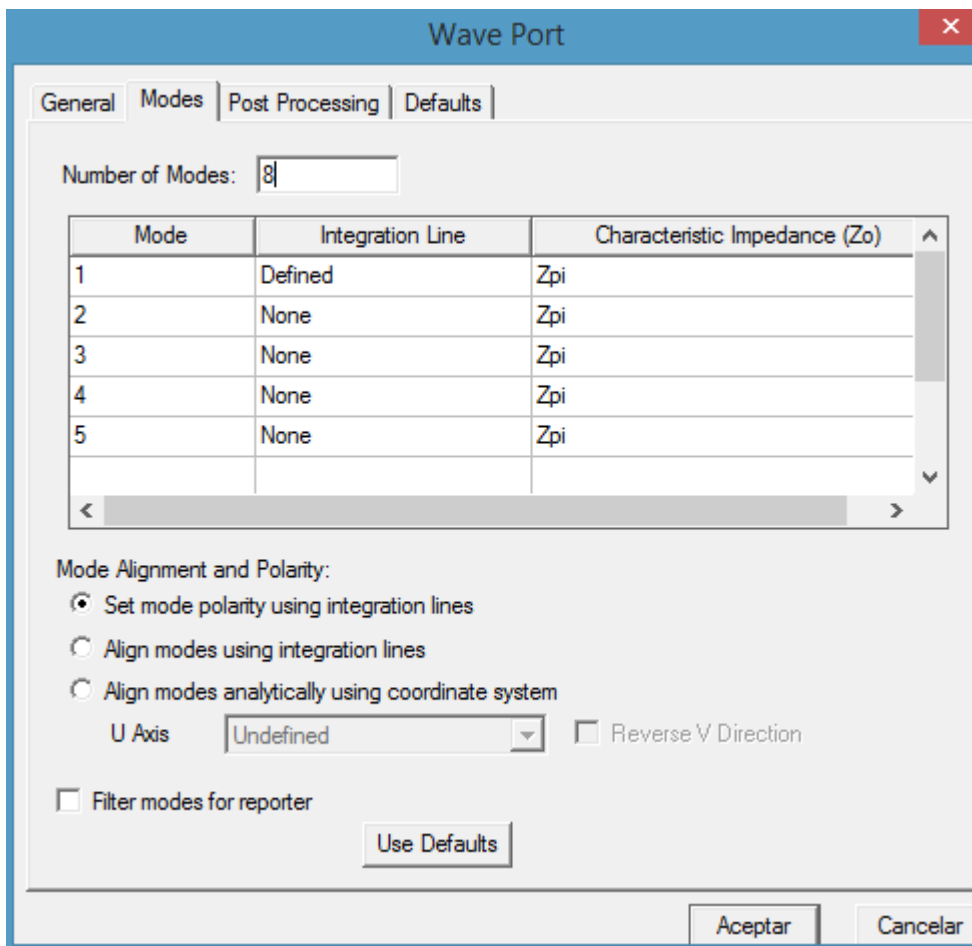 Wave Port
General Modes Post Processing Defaults
Number of Modes: 8
Mode Integration Line Characteristic Impedance (Zo)
1 Defined Zpi
2 None Zpi
3 None Zpi
4 None Zpi
5 None Zpi
Mode Alignment and Polarity:
Set mode polarity using integration lines
Align modes using integration lines
Align modes analytically using coordinate system
U Axis Undefined Reverse V Direction
Filter modes for reporter
Use Defaults
Aceptar Cancelar